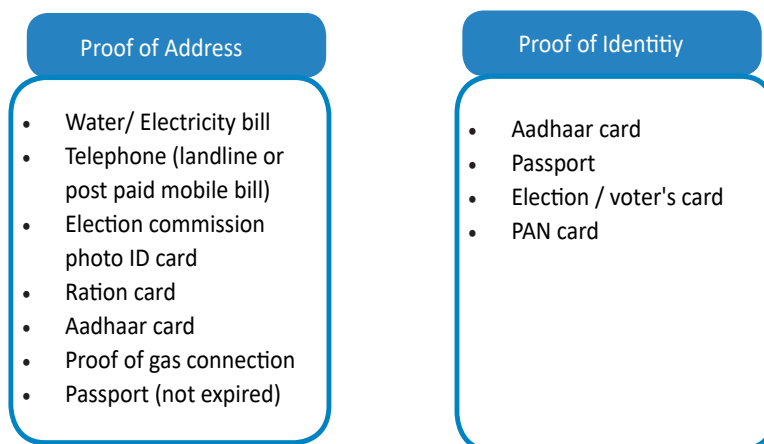 Proof of Address
• Water/ Electricity bill
• Telephone (landline or
post paid mobile bill)
• Election commission
photo ID card
• Ration card
• Aadhaar card
• Proof of gas connection
• Passport (not expired)
Proof of Identitiy
• Aadhaar card
• Passport
• Election / voter's card
• PAN card